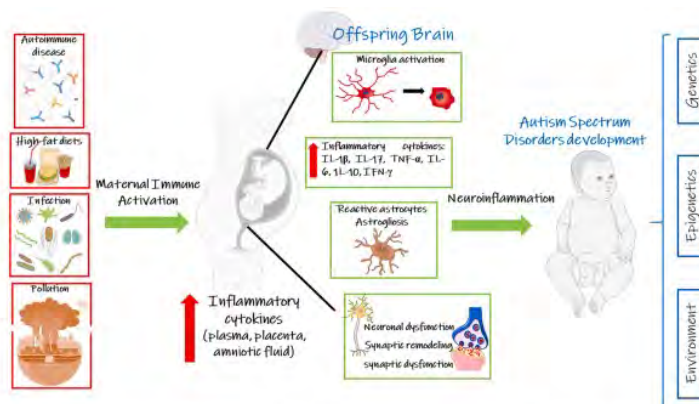 Autoimmune
disease
High-fat diets
Infection
Pollution
Maternal Immune
Activation
Inflammatory
cytokines
(plasma, placenta,
amniotic fluid)
Offspring Brain
Microglia activation
Inflammatory cytokines:
IL-1β, IL-17, TNF-α, IL-
6, IL-10, IFN-γ
Reactive astrocytes
Astrogliosis
Neuronal dysfunction
Synaptic remodeling
synaptic dysfunction
Neuroinflammation
Autism Spectrum
Disorders development
Genetics
Epigenetics
Environment